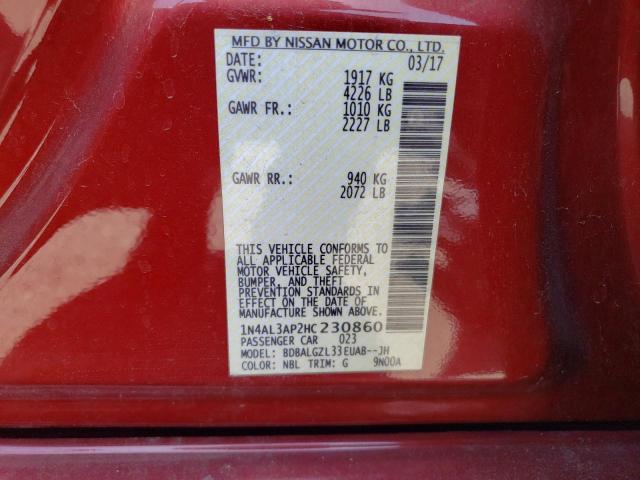 MFD BY NISSAN MOTOR CO., LTD.
DATE: 03/17
GVWR: 1917 KG
4226 LB
GAWR FR.: 1010 KG
2227 LB
GAWR RR.: 940 KG
2072 LB
THIS VEHICLE CONFORMS TO
ALL APPLICABLE FEDERAL
MOTOR VEHICLE SAFETY,
BUMPER, AND THEFT
PREVENTION STANDARDS IN
EFFECT ON THE DATE OF
MANUFACTURE SHOWN ABOVE.
1N4AL3AP2HC230860
PASSENGER CAR 023
MODEL: BDBALGZL33EUAB--JH
COLOR: NBL TRIM: G 9N00A